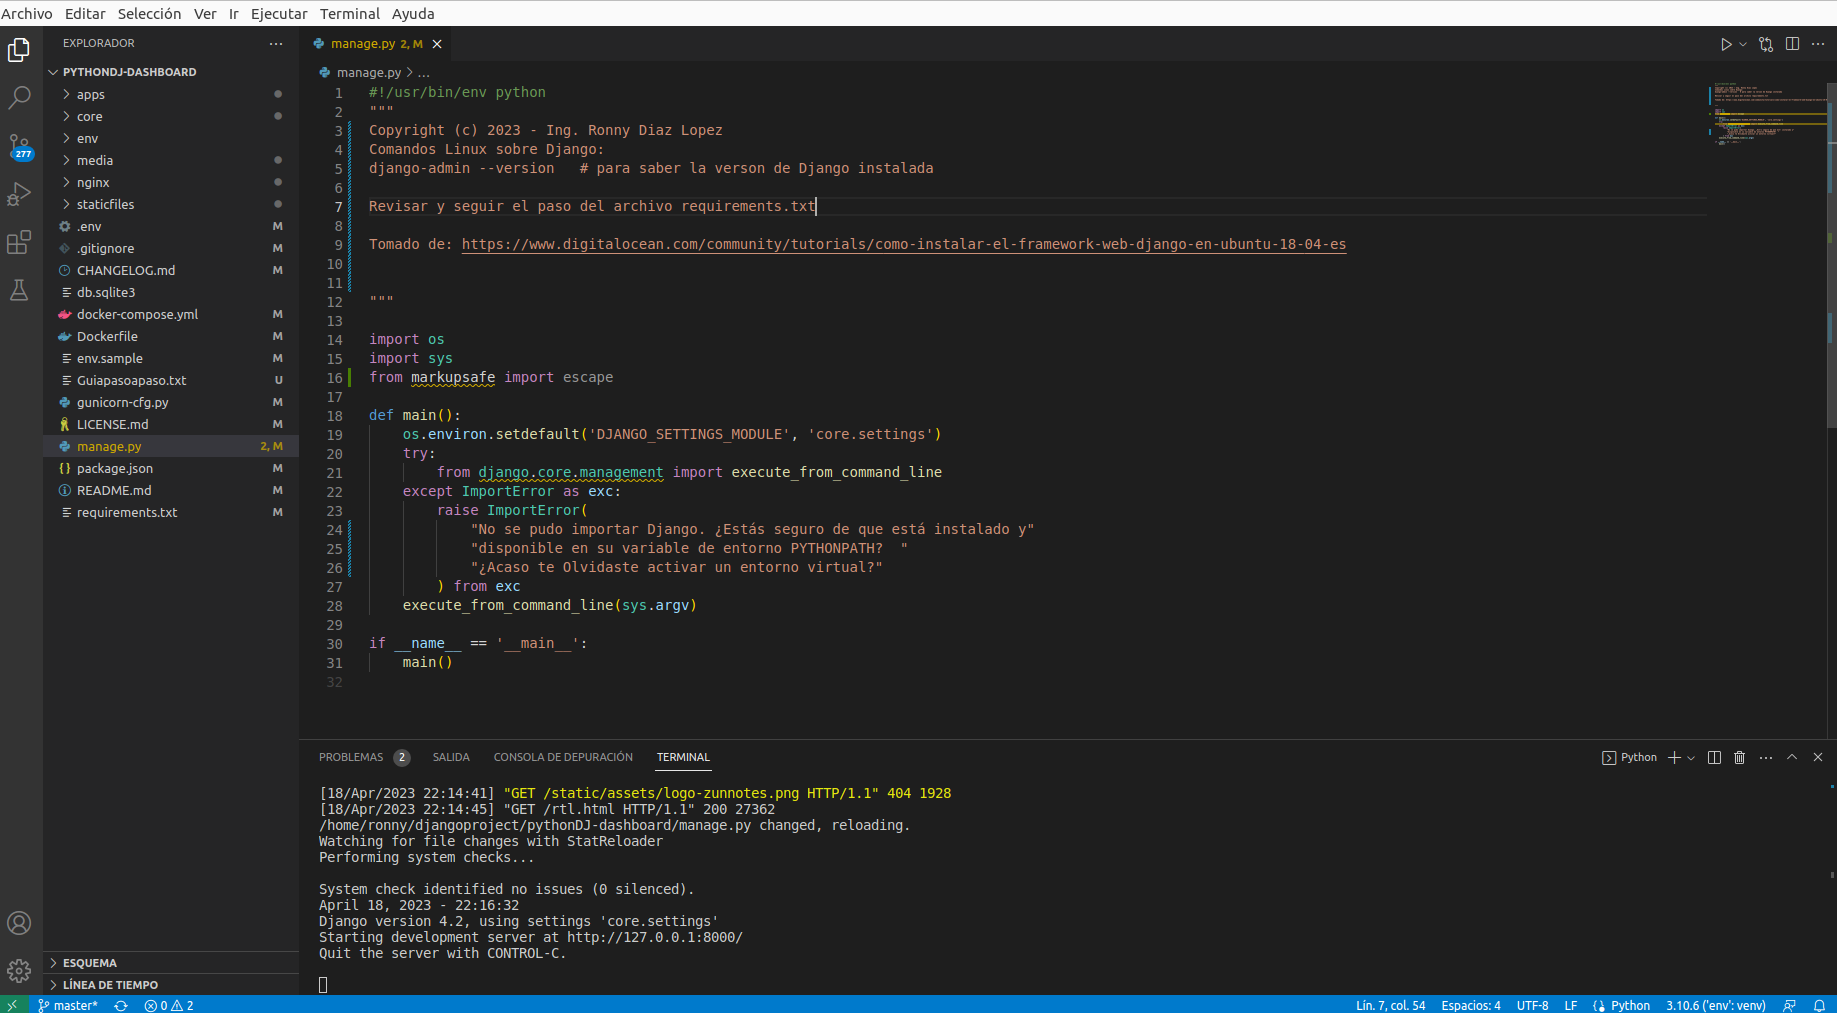 Archivo Editar Selección Ver Ir Ejecutar Terminal Ayuda
EXPLORADOR
PYTHONDJ-DASHBOARD
apps
core
env
media
nginx
staticfiles
.env M
.gitignore M
CHANGELOG.md M
db.sqlite3
docker-compose.yml M
Dockerfile M
env.sample M
Guiapasoapaso.txt U
gunicorn-cfg.py M
LICENSE.md M
manage.py 2, M
package.json M
README.md M
requirements.txt M
277
ESQUEMA
LÍNEA DE TIEMPO
manage.py 2, M
manage.py > ...
1 #!/usr/bin/env python
2 """
3 Copyright (c) 2023 - Ing. Ronny Diaz Lopez
4 Comandos Linux sobre Django:
5 django-admin --version   # para saber la verson de Django instalada
6
7 Revisar y seguir el paso del archivo requirements.txt
8
9 Tomado de: https://www.digitalocean.com/community/tutorials/como-instalar-el-framework-web-django-en-ubuntu-18-04-es
10
11
12 """
13
14 import os
15 import sys
16 from markupsafe import escape
17
18 def main():
19     os.environ.setdefault('DJANGO_SETTINGS_MODULE', 'core.settings')
20     try:
21         from django.core.management import execute_from_command_line
22     except ImportError as exc:
23         raise ImportError(
24             "No se pudo importar Django. ¿Estás seguro de que está instalado y"
25             "disponible en su variable de entorno PYTHONPATH?  "
26             "¿Acaso te Olvidaste activar un entorno virtual?"
27         ) from exc
28     execute_from_command_line(sys.argv)
29
30 if __name__ == '__main__':
31     main()
32
PROBLEMAS 2 SALIDA CONSOLA DE DEPURACIÓN TERMINAL Python
[18/Apr/2023 22:14:41] "GET /static/assets/logo-zunnotes.png HTTP/1.1" 404 1928
[18/Apr/2023 22:14:45] "GET /rtl.html HTTP/1.1" 200 27362
/home/ronny/djangoproject/pythonDJ-dashboard/manage.py changed, reloading.
Watching for file changes with StatReloader
Performing system checks...
System check identified no issues (0 silenced).
April 18, 2023 - 22:16:32
Django version 4.2, using settings 'core.settings'
Starting development server at http://127.0.0.1:8000/
Quit the server with CONTROL-C.
master* 0 2 Lín. 7, col. 54 Espacios: 4 UTF-8 LF Python 3.10.6 ('env': venv)